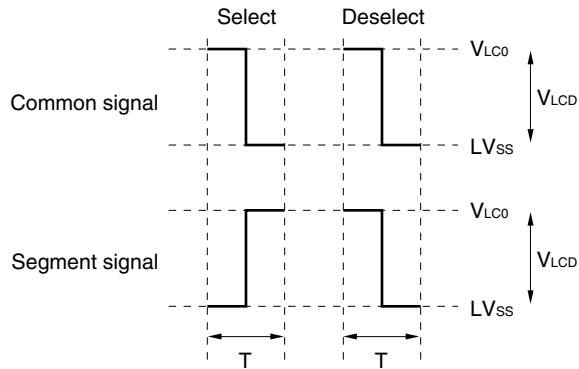 Select Deselect
VLC0
Common signal
VLCD
LVSS
VLC0
Segment signal
VLCD
LVSS
T T